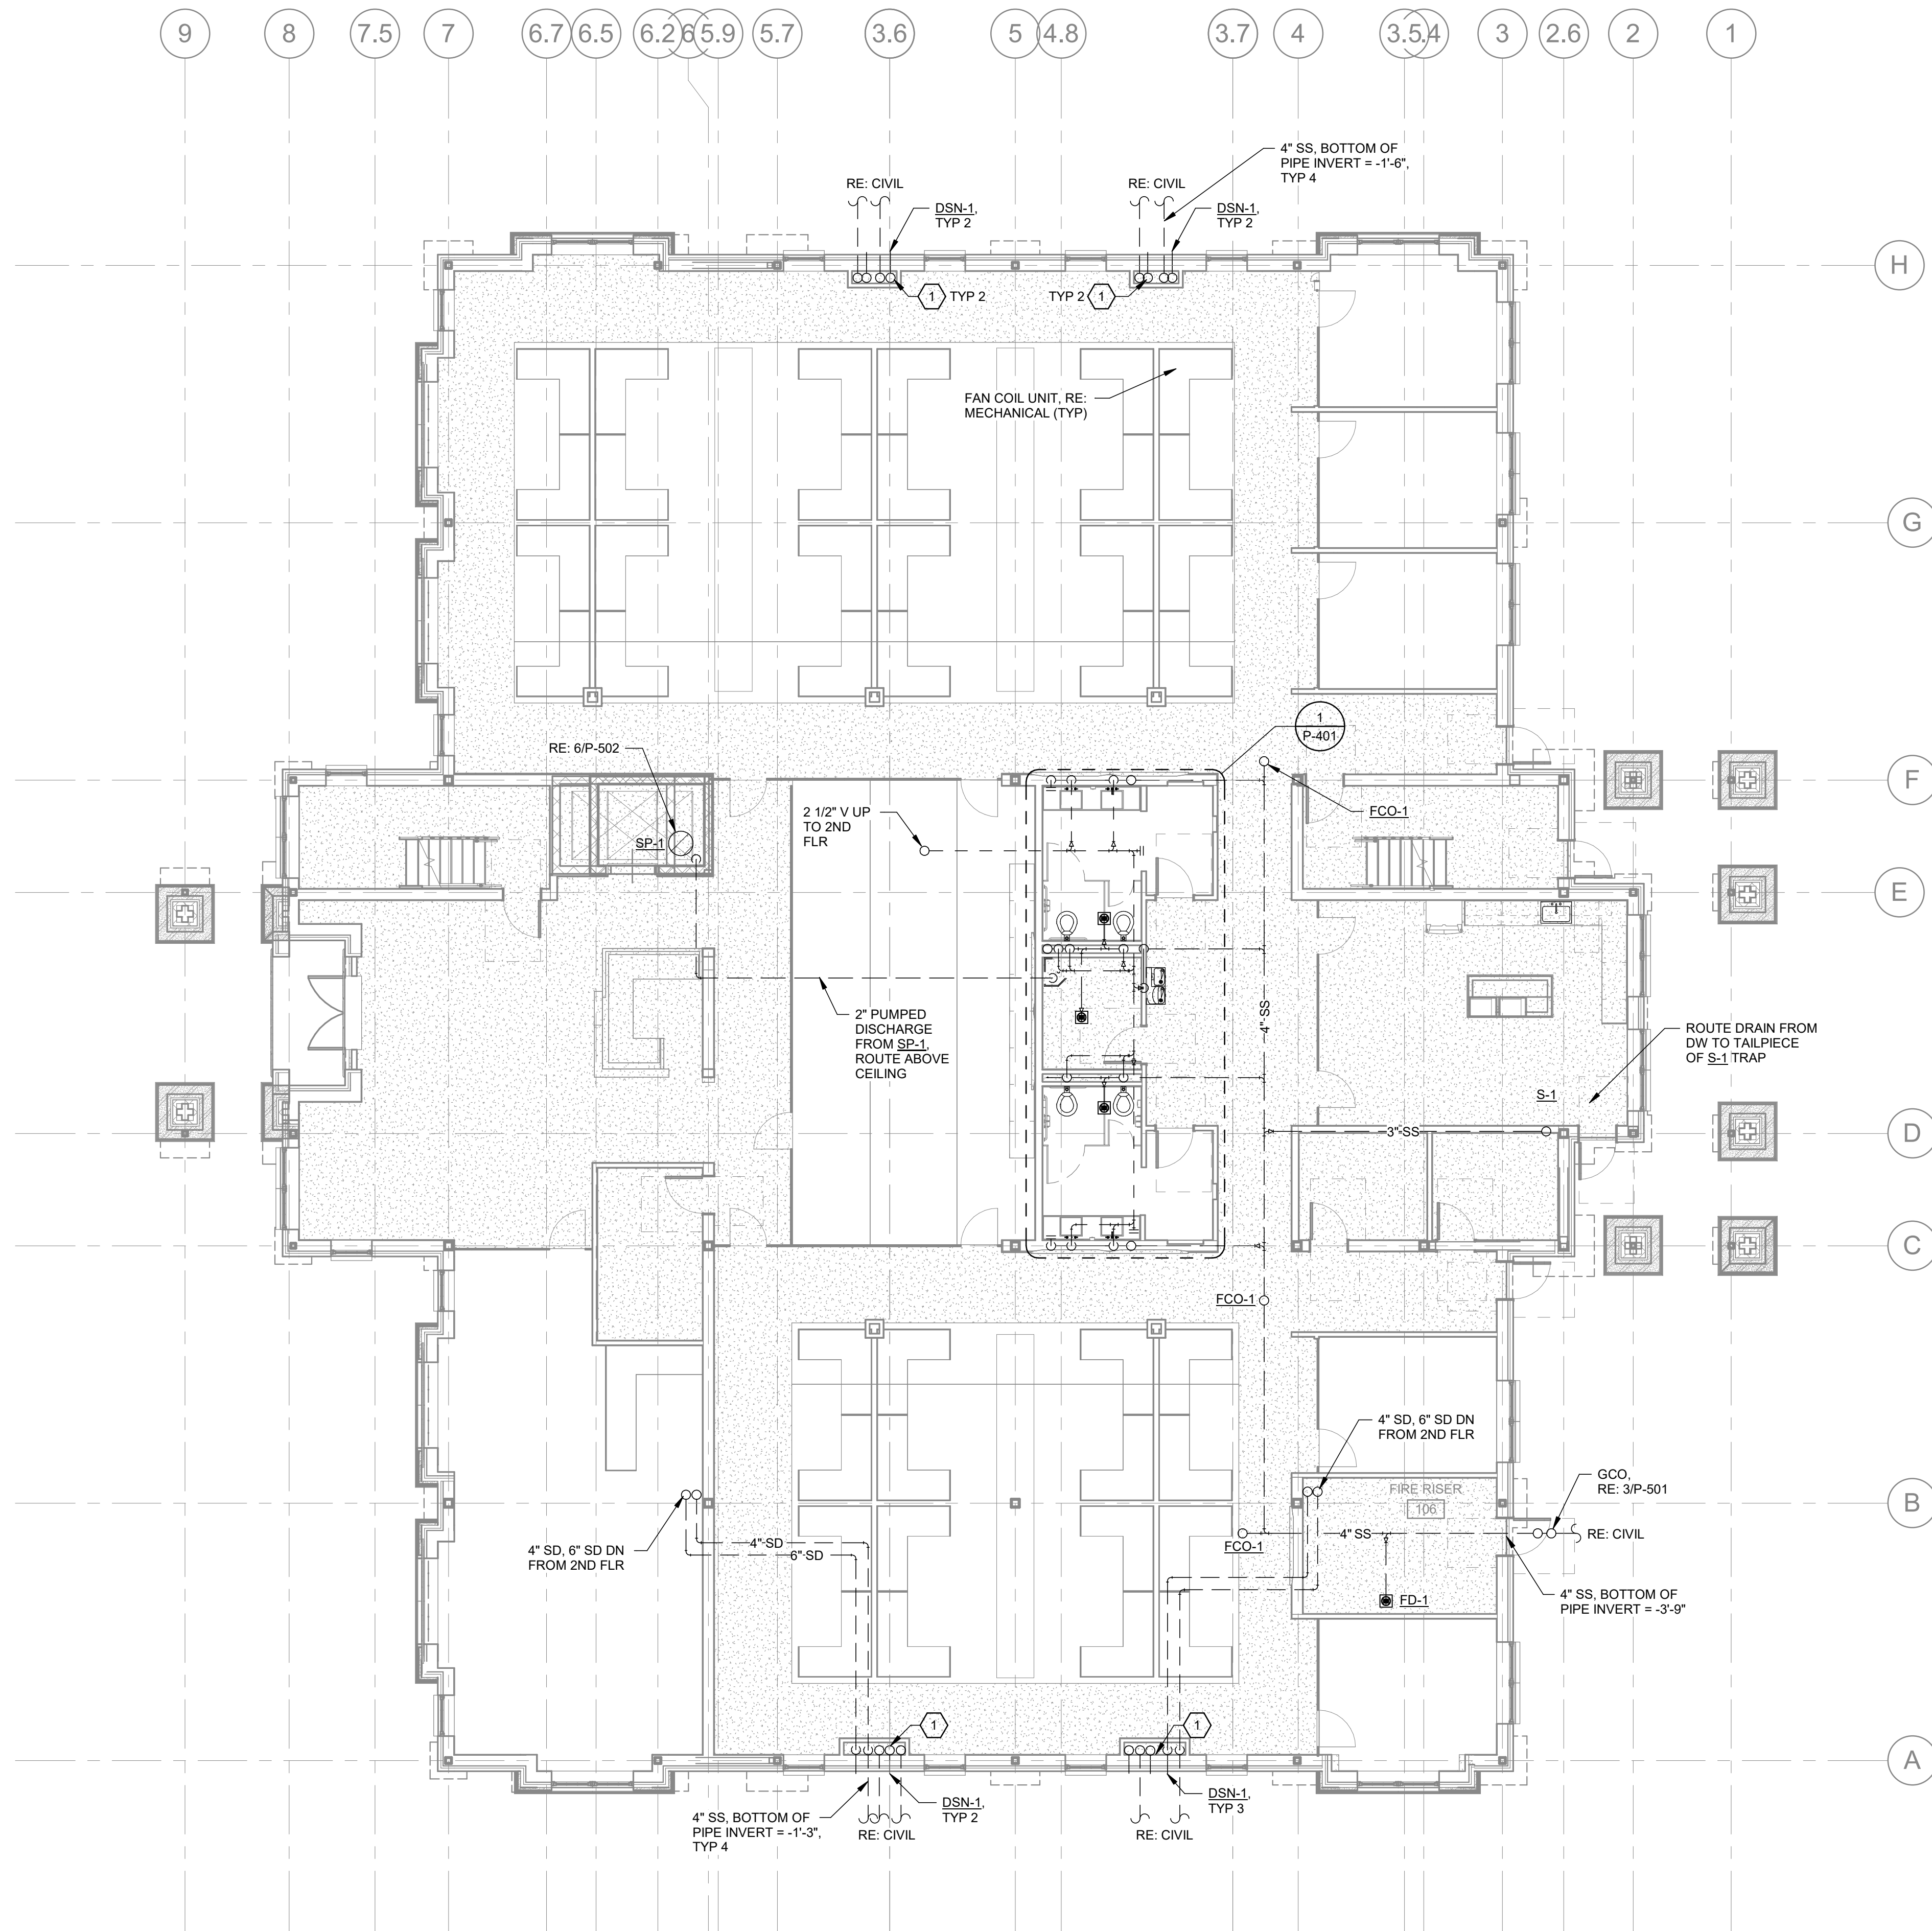 9
8
7.5
7
6.7
6.5
6.2
6
5.9
5.7
3.6
5
4.8
3.7
4
3.5
3
2.6
2
1
4" SS, BOTTOM OF
PIPE INVERT = -1'-6",
TYP 4
RE: CIVIL
RE: CIVIL
DSN-1,
TYP 2
DSN-1,
TYP 2
H
1
TYP 2
TYP 2
1
FAN COIL UNIT, RE:
MECHANICAL (TYP)
G
1
P-401
RE: 6/P-502
F
2 1/2" V UP
TO 2ND
FLR
FCO-1
SP-1
E
4" SS
2" PUMPED
DISCHARGE
FROM SP-1,
ROUTE ABOVE
CEILING
ROUTE DRAIN FROM
DW TO TAILPIECE
OF S-1 TRAP
S-1
3" SS
D
C
FCO-1
4" SD, 6" SD DN
FROM 2ND FLR
GCO,
RE: 3/P-501
FIRE RISER
106
B
4" SD
6" SD
4" SD, 6" SD DN
FROM 2ND FLR
4" SS
FCO-1
RE: CIVIL
4" SS, BOTTOM OF
PIPE INVERT = -3'-9"
FD-1
1
1
A
4" SS, BOTTOM OF
PIPE INVERT = -1'-3",
TYP 4
DSN-1,
TYP 2
RE: CIVIL
DSN-1,
TYP 3
RE: CIVIL